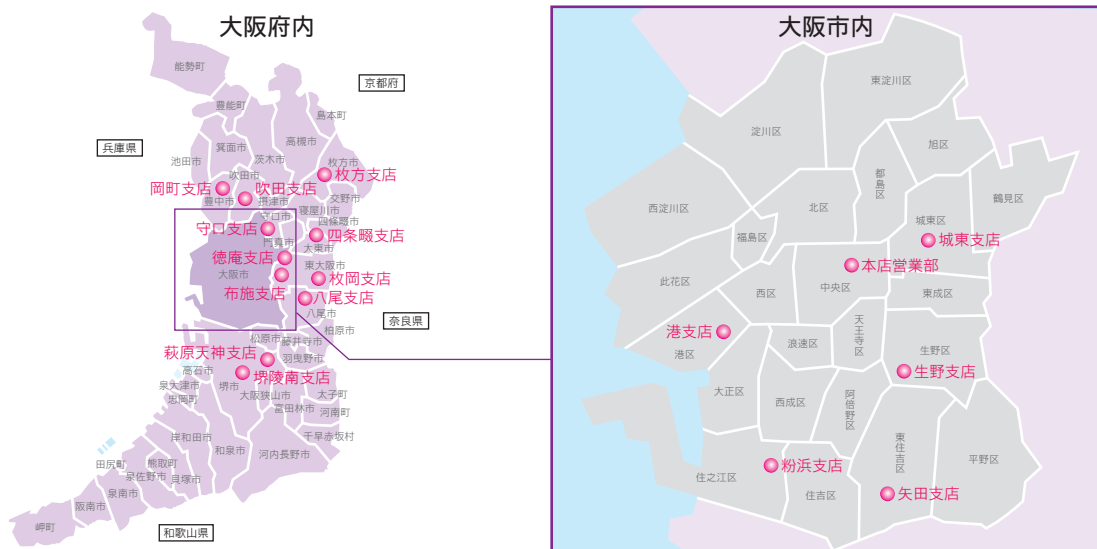 大阪府内
能勢町
京都府
豊能町
島本町
高槻市
兵庫県
箕面市
茨木市
池田市
枚方市
吹田市
枚方支店
岡町支店
吹田支店
豊中市
摂津市
交野市
寝屋川市
守口市
四條畷市
守口支店
四条畷支店
門真市
大東市
徳庵支店
東大阪市
大阪市
枚岡支店
布施支店
八尾支店
八尾市
奈良県
柏原市
松原市
藤井寺市
萩原天神支店
羽曳野市
高石市
堺陵南支店
泉大津市
堺市
大阪狭山市
太子町
忠岡町
富田林市
河南町
千早赤坂村
岸和田市
和泉市
河内長野市
田尻町
熊取町
泉佐野市
貝塚市
泉南市
阪南市
岬町
和歌山県
大阪市内
東淀川区
淀川区
旭区
都島区
鶴見区
西淀川区
北区
城東区
福島区
城東支店
本店営業部
此花区
西区
中央区
東成区
港支店
天王寺区
港区
浪速区
生野区
生野支店
大正区
西成区
阿倍野区
東住吉区
平野区
粉浜支店
住之江区
住吉区
矢田支店